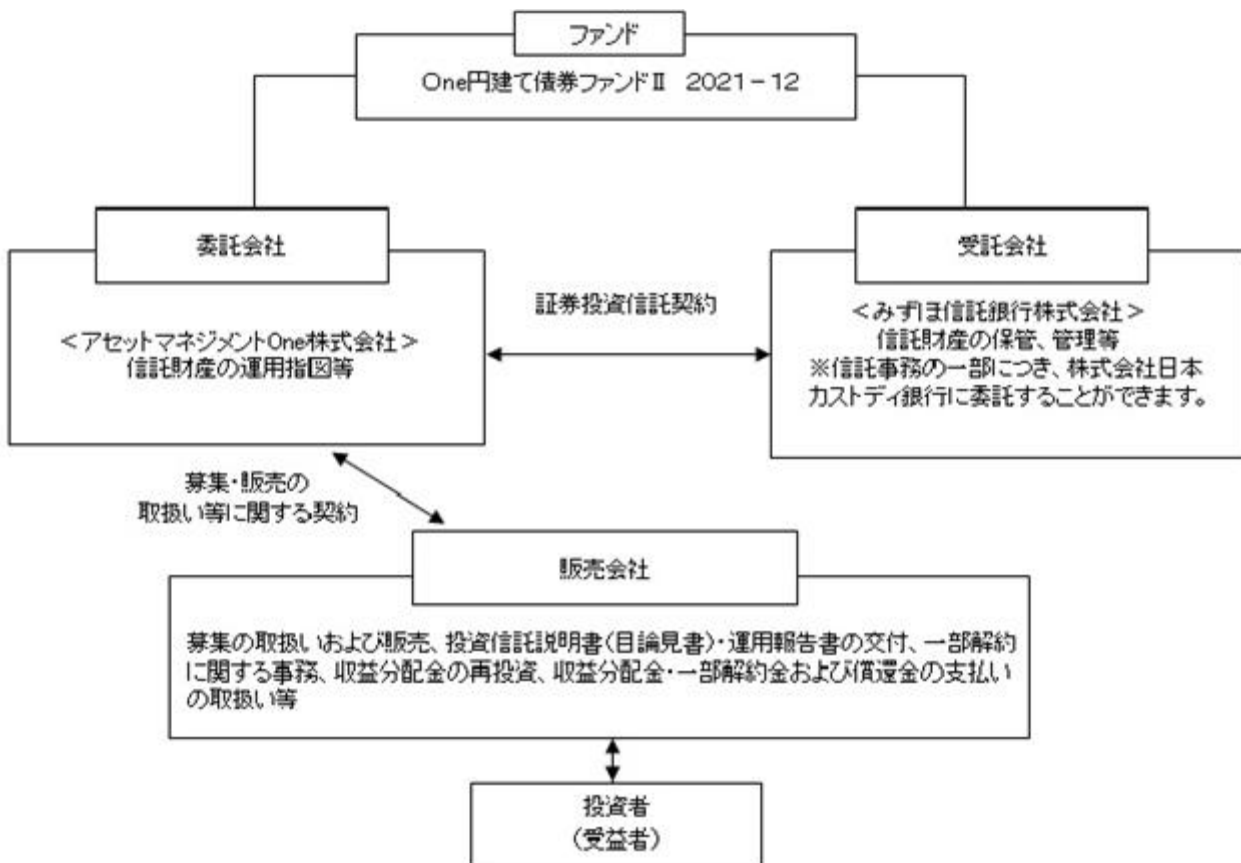 ファンド
One円建て債券ファンドⅡ 2021－12
委託会社
受託会社
＜アセットマネジメントOne株式会社＞
信託財産の運用指図等
証券投資信託契約
＜みずほ信託銀行株式会社＞
信託財産の保管、管理等
※信託事務の一部につき、株式会社日本
カストディ銀行に委託することができます。
募集・販売の
取扱い等に関する契約
販売会社
募集の取扱いおよび販売、投資信託説明書(目論見書)・運用報告書の交付、一部解約
に関する事務、収益分配金の再投資、収益分配金・一部解約金および償還金の支払い
の取扱い等
投資者
(受益者)